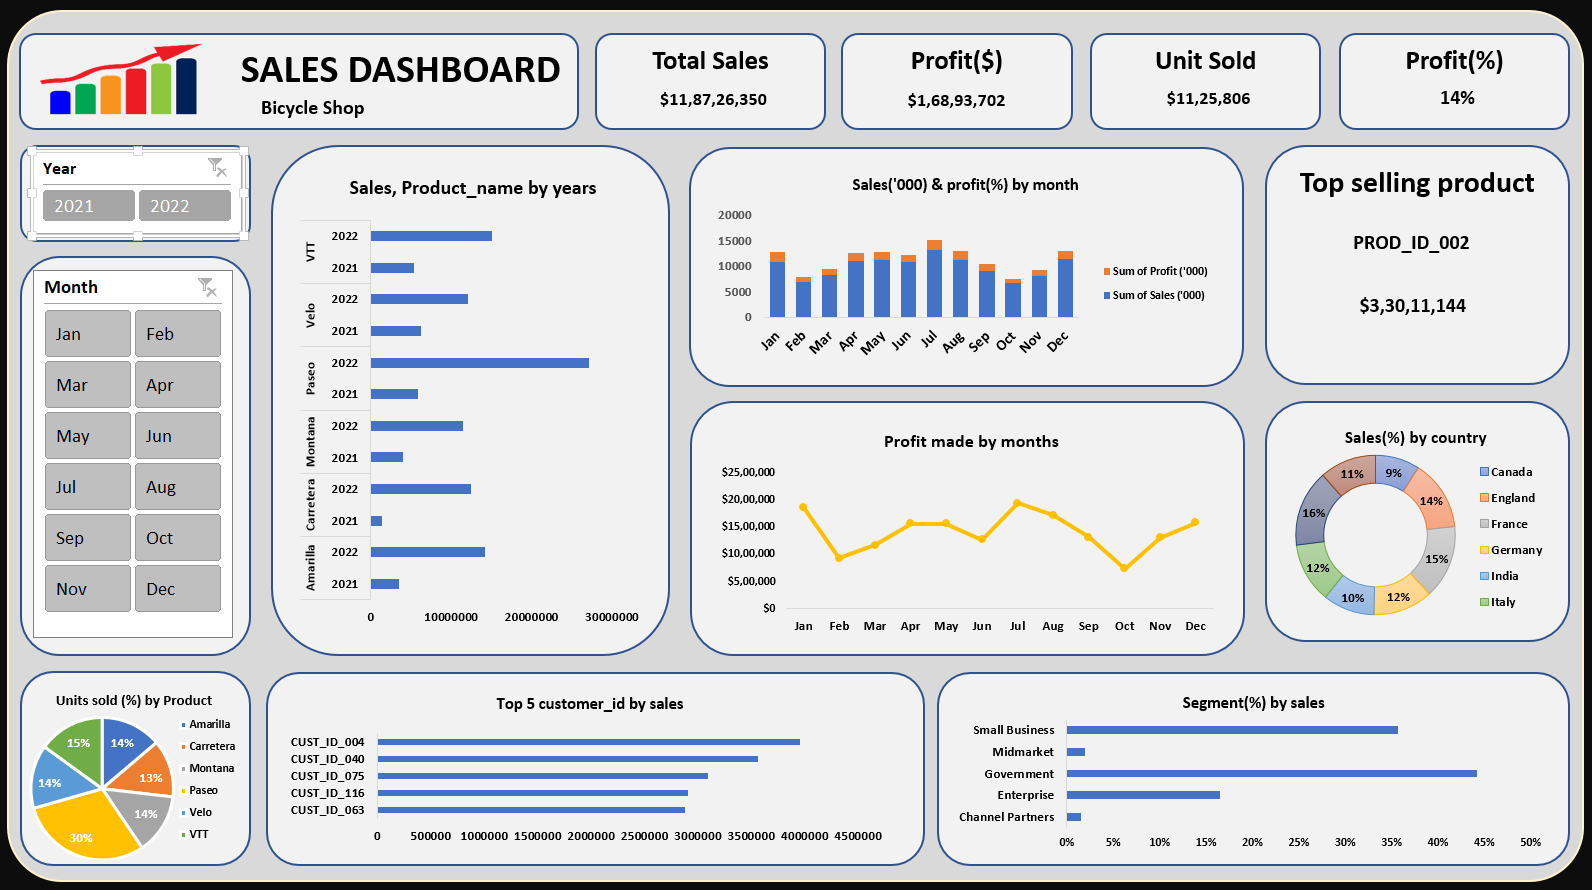 SALES DASHBOARD
Bicycle Shop
Total Sales
$11,87,26,350
Profit($)
$1,68,93,702
Unit Sold
$11,25,806
Profit(%)
14%
Year
2021 2022
Month
Jan Feb
Mar Apr
May Jun
Jul Aug
Sep Oct
Nov Dec
Sales, Product_name by years
VTT
2022
2021
Velo
2022
2021
Paseo
2022
2021
Montana
2022
2021
Carretera
2022
2021
Amarilla
2022
2021
0 10000000 20000000 30000000
Sales('000) & profit(%) by month
20000
15000
10000
5000
0
Jan Feb Mar Apr May Jun Jul Aug Sep Oct Nov Dec
Sum of Profit ('000)
Sum of Sales ('000)
Top selling product
PROD_ID_002
$3,30,11,144
Profit made by months
$25,00,000
$20,00,000
$15,00,000
$10,00,000
$5,00,000
$0
Jan Feb Mar Apr May Jun Jul Aug Sep Oct Nov Dec
Sales(%) by country
9%
14%
15%
12%
10%
12%
16%
11%
Canada
England
France
Germany
India
Italy
Units sold (%) by Product
14%
13%
14%
30%
14%
15%
Amarilla
Carretera
Montana
Paseo
Velo
VTT
Top 5 customer_id by sales
CUST_ID_004
CUST_ID_040
CUST_ID_075
CUST_ID_116
CUST_ID_063
0 500000 1000000 1500000 2000000 2500000 3000000 3500000 4000000 4500000
Segment(%) by sales
Small Business
Midmarket
Government
Enterprise
Channel Partners
0% 5% 10% 15% 20% 25% 30% 35% 40% 45% 50%